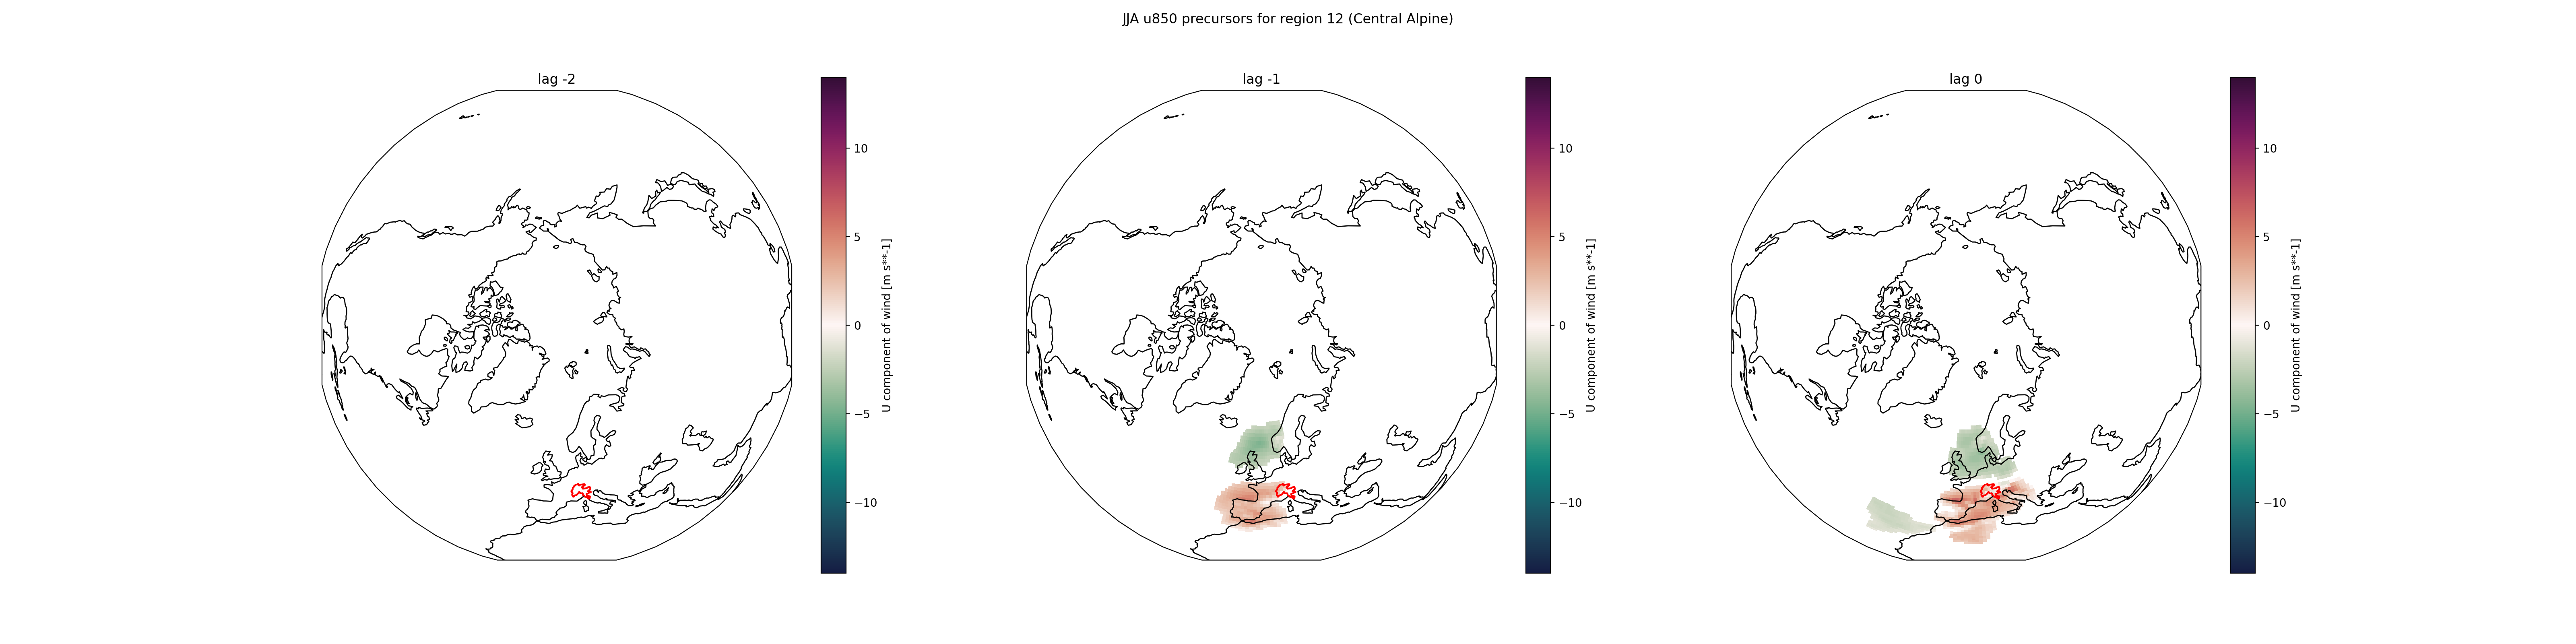 JJA u850 precursors for region 12 (Central Alpine)
lag -2
10
5
0
−5
−10
U component of wind [m s**-1]
lag -1
10
5
0
−5
−10
U component of wind [m s**-1]
lag 0
10
5
0
−5
−10
U component of wind [m s**-1]